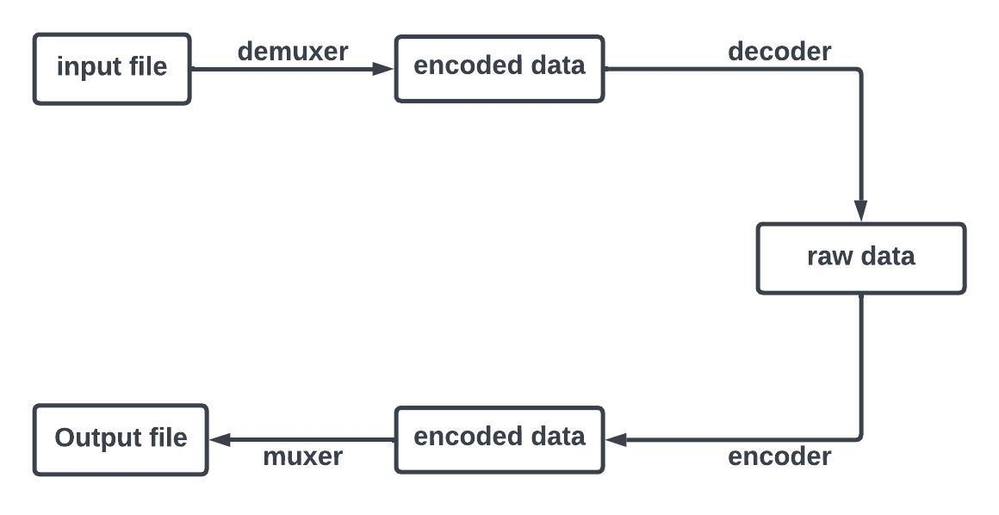 input file
demuxer
encoded data
decoder
raw data
encoder
encoded data
muxer
Output file